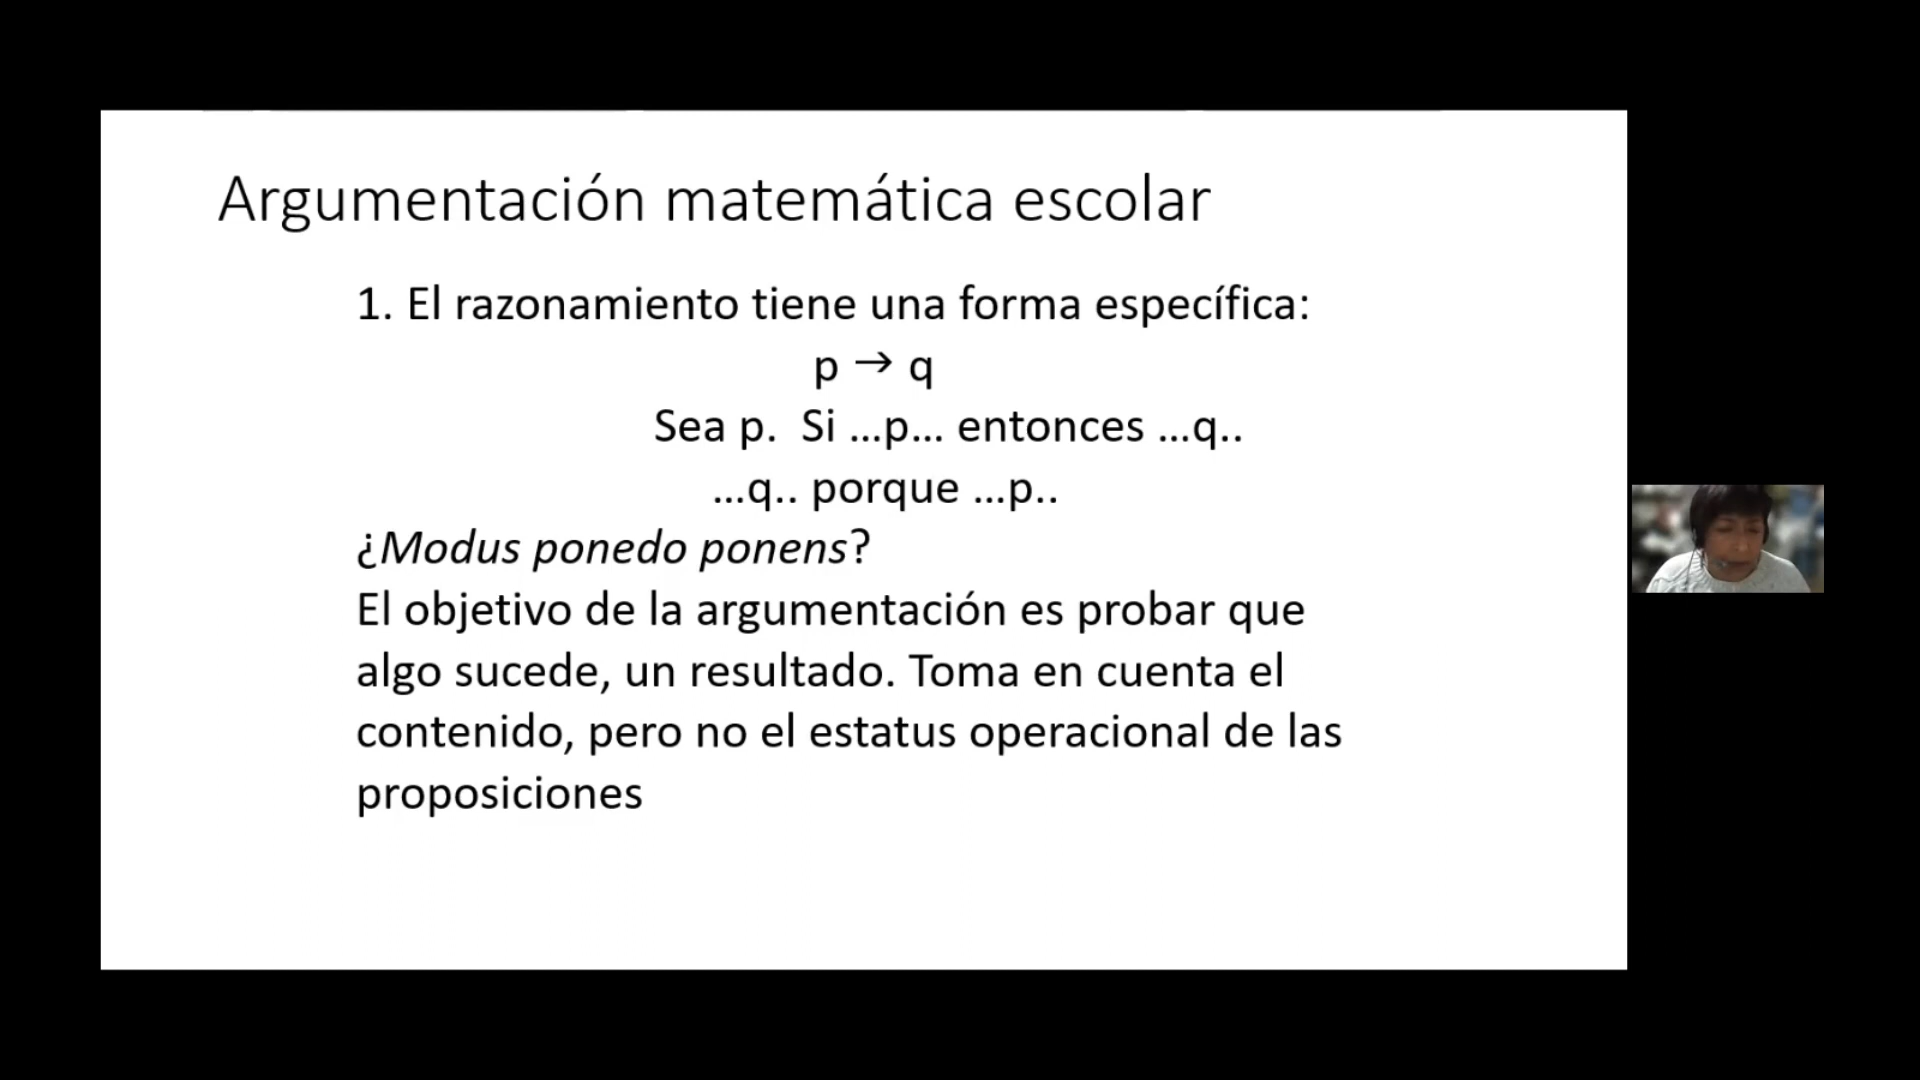 Argumentación matemática escolar
1. El razonamiento tiene una forma específica:
p → q
Sea p.  Si ...p... entonces ...q..
...q.. porque ...p..
¿Modus ponedo ponens?
El objetivo de la argumentación es probar que
algo sucede, un resultado. Toma en cuenta el
contenido, pero no el estatus operacional de las
proposiciones